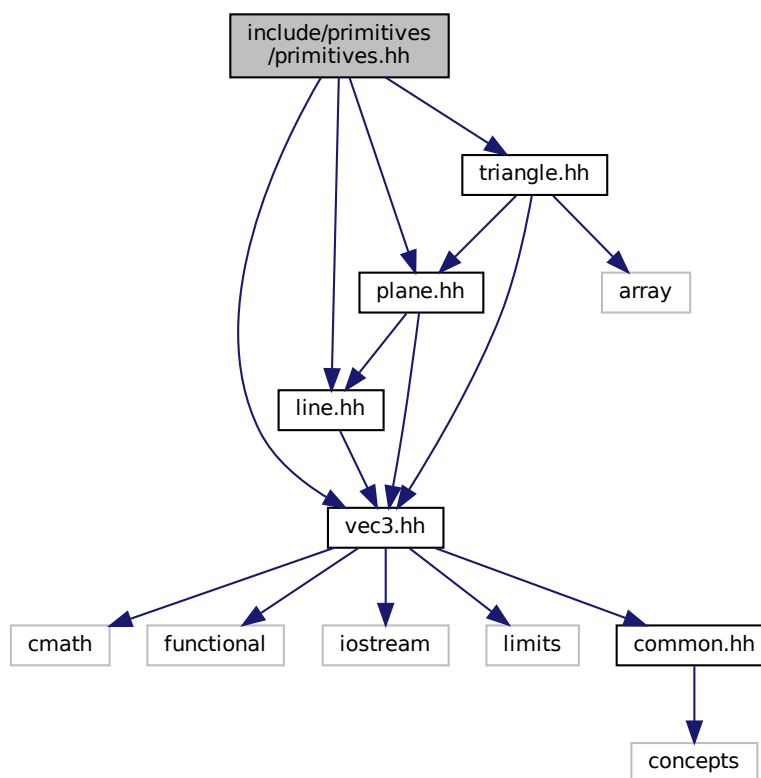 include/primitives
/primitives.hh
triangle.hh
plane.hh
array
line.hh
vec3.hh
cmath
functional
iostream
limits
common.hh
concepts